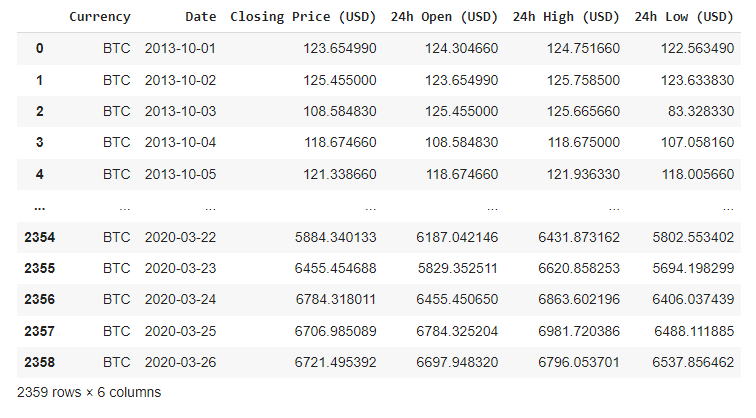 Currency Date Closing Price (USD) 24h Open (USD) 24h High (USD) 24h Low (USD)
0 BTC 2013-10-01 123.654990 124.304660 124.751660 122.563490
1 BTC 2013-10-02 125.455000 123.654990 125.758500 123.633830
2 BTC 2013-10-03 108.584830 125.455000 125.665660 83.328330
3 BTC 2013-10-04 118.674660 108.584830 118.675000 107.058160
4 BTC 2013-10-05 121.338660 118.674660 121.936330 118.005660
... ... ... ... ... ... ...
2354 BTC 2020-03-22 5884.340133 6187.042146 6431.873162 5802.553402
2355 BTC 2020-03-23 6455.454688 5829.352511 6620.858253 5694.198299
2356 BTC 2020-03-24 6784.318011 6455.450650 6863.602196 6406.037439
2357 BTC 2020-03-25 6706.985089 6784.325204 6981.720386 6488.111885
2358 BTC 2020-03-26 6721.495392 6697.948320 6796.053701 6537.856462
2359 rows × 6 columns